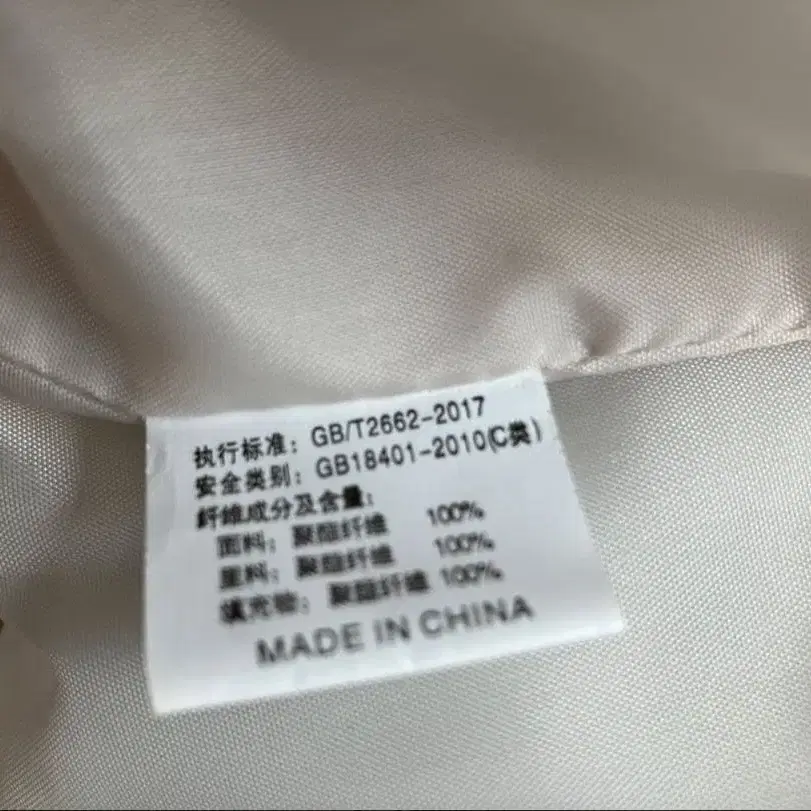 执行标准：GB/T2662-2017
安全类别：GB18401-2010(C类)
纤维成分及含量：
面料：聚酯纤维 100%
里料：聚酯纤维 100%
填充物：聚酯纤维 100%
MADE IN CHINA